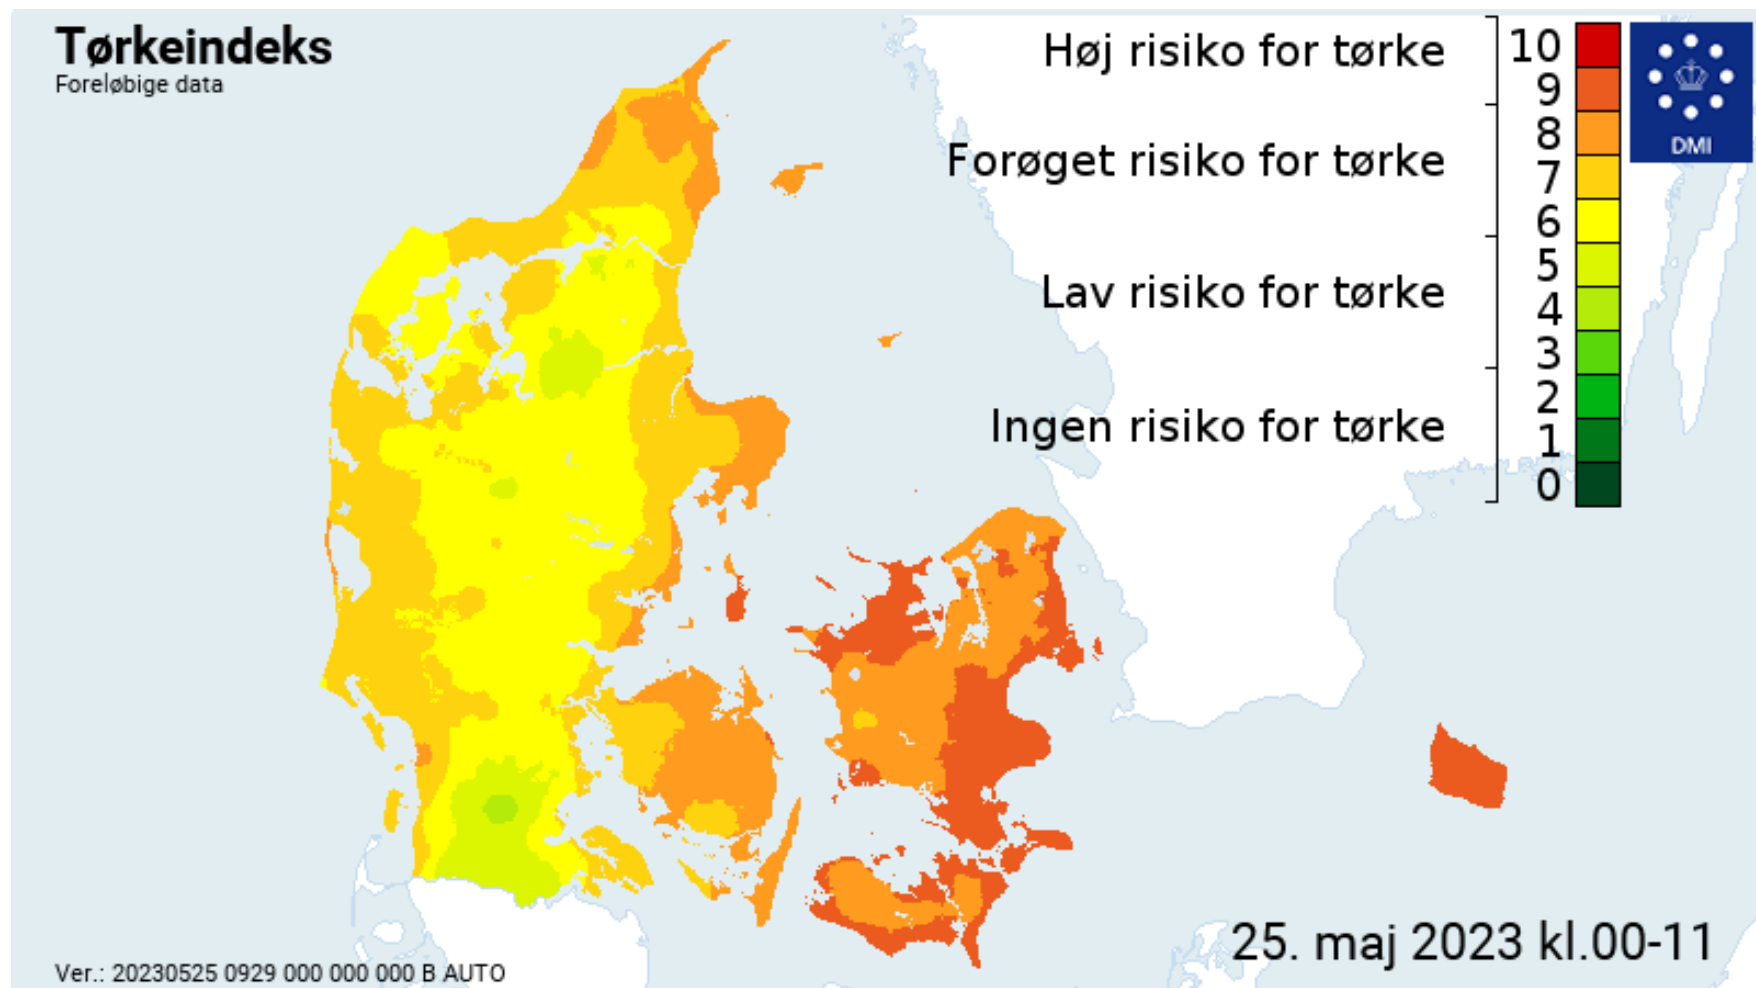 Tørkeindeks
Foreløbige data
Høj risiko for tørke
Forøget risiko for tørke
Lav risiko for tørke
Ingen risiko for tørke
10
9
8
7
6
5
4
3
2
1
0
DMI
25. maj 2023 kl.00-11
Ver.: 20230525 0929 000 000 000 B AUTO